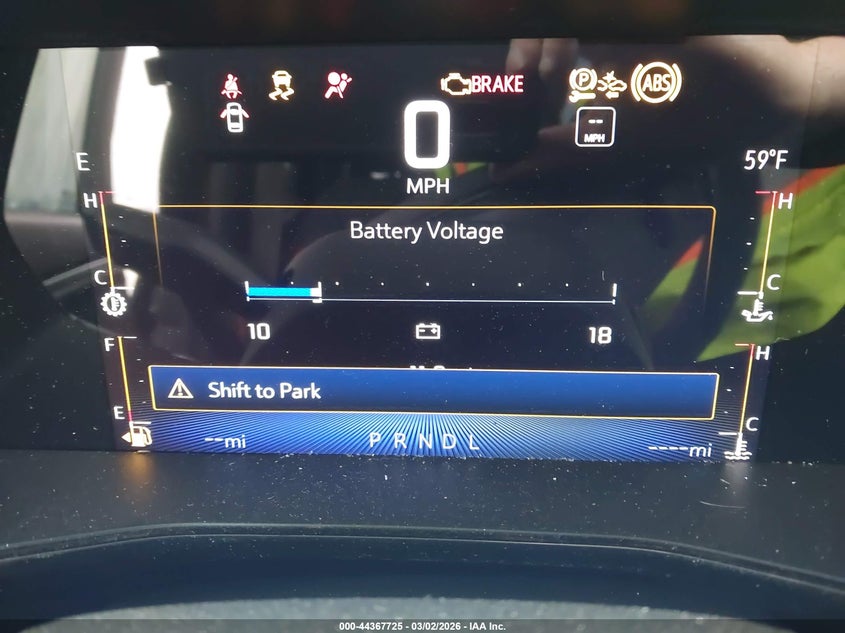 BRAKE
P
ABS
0
MPH
--
MPH
E
59°F
H
H
Battery Voltage
C
C
10
18
F
H
Shift to Park
E
C
--mi
PRNDL
----mi
000-44367725 - 03/02/2026 - IAA Inc.